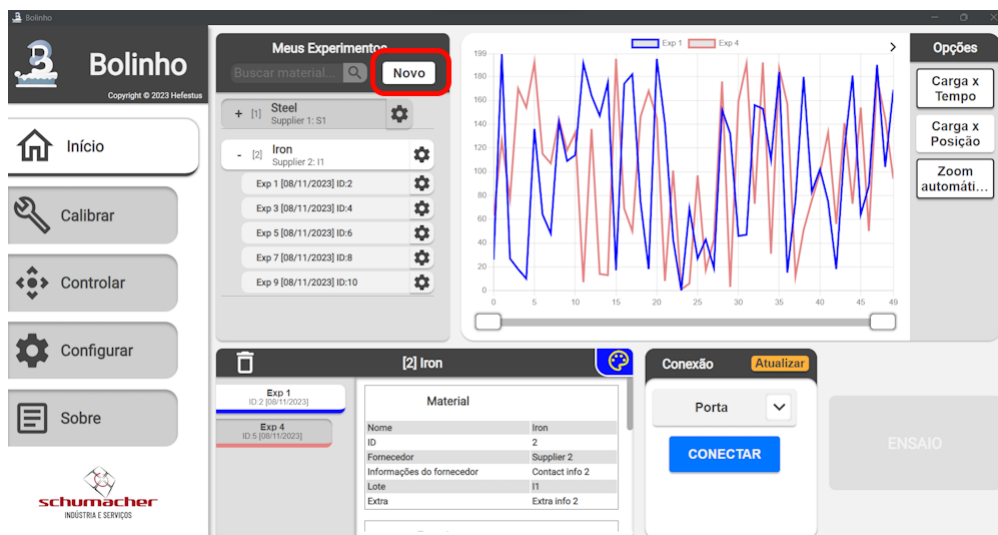 Bolinho
Bolinho
Copyright © 2023 Hefestus
Início
Calibrar
Controlar
Configurar
Sobre
schumacher
INDÚSTRIA E SERVIÇOS
Meus Experimentos
Buscar material...
Novo
+ [1] Steel
Supplier 1: S1
- [2] Iron
Supplier 2: I1
Exp 1 [08/11/2023] ID:2
Exp 3 [08/11/2023] ID:4
Exp 5 [08/11/2023] ID:6
Exp 7 [08/11/2023] ID:8
Exp 9 [08/11/2023] ID:10
Exp 1 Exp 4
199
180
160
140
120
100
80
60
40
20
0
0 5 10 15 20 25 30 35 40 45 49
Opções
Carga x
Tempo
Carga x
Posição
Zoom
automáti...
[2] Iron
Exp 1
ID:2 [08/11/2023]
Exp 4
ID:5 [08/11/2023]
Material
Nome Iron
ID 2
Fornecedor Supplier 2
Informações do fornecedor Contact info 2
Lote I1
Extra Extra info 2
Conexão Atualizar
Porta
CONECTAR
ENSAIO